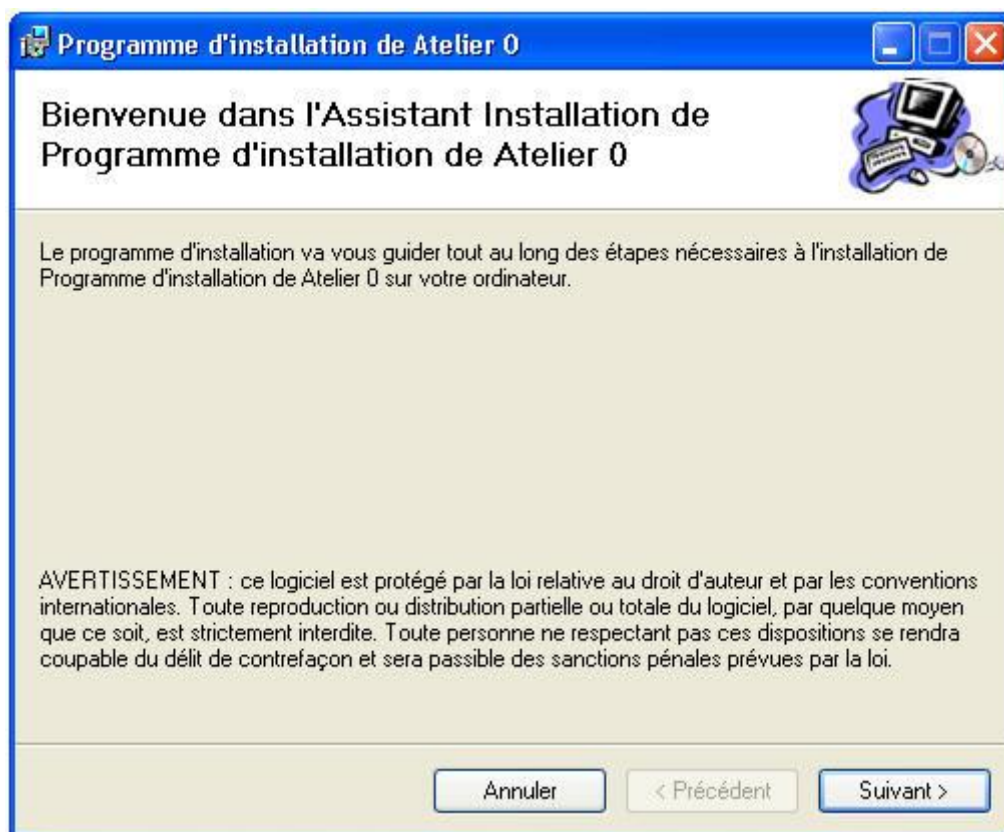 Programme d'installation de Atelier 0
Bienvenue dans l'Assistant Installation de
Programme d'installation de Atelier 0
Le programme d'installation va vous guider tout au long des étapes nécessaires à l'installation de
Programme d'installation de Atelier 0 sur votre ordinateur.
AVERTISSEMENT : ce logiciel est protégé par la loi relative au droit d'auteur et par les conventions
internationales. Toute reproduction ou distribution partielle ou totale du logiciel, par quelque moyen
que ce soit, est strictement interdite. Toute personne ne respectant pas ces dispositions se rendra
coupable du délit de contrefaçon et sera passible des sanctions pénales prévues par la loi.
Annuler < Précédent Suivant >